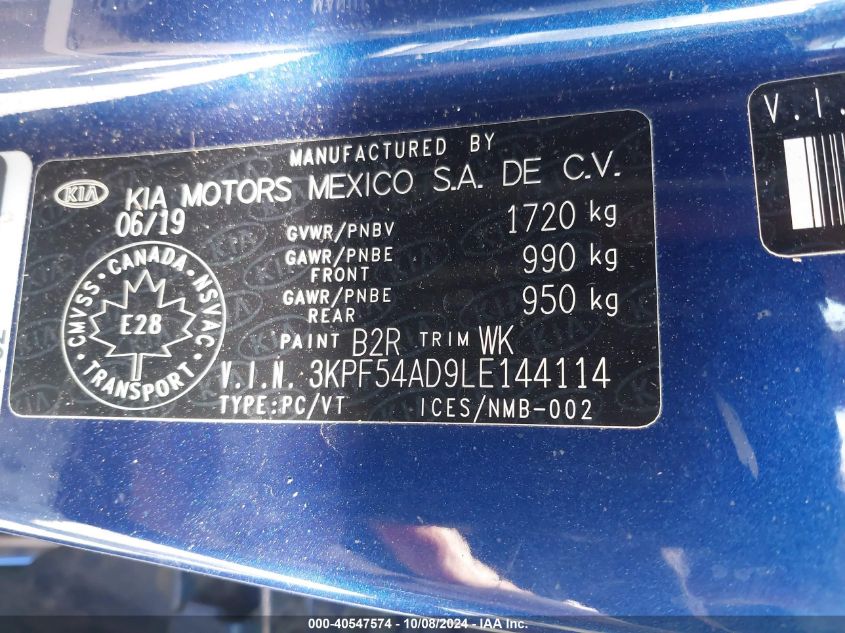 MANUFACTURED BY
KIA KIA MOTORS MEXICO S.A. DE C.V.
06/19
GVWR/PNBV 1720 kg
GAWR/PNBE FRONT 990 kg
GAWR/PNBE REAR 950 kg
CMVSS · CANADA · NSVAC
E28
TRANSPORT
PAINT B2R TRIM WK
V.I.N. 3KPF54AD9LE144114
TYPE:PC/VT ICES/NMB-002
V.I.
000-40547574 - 10/08/2024 - IAA Inc.